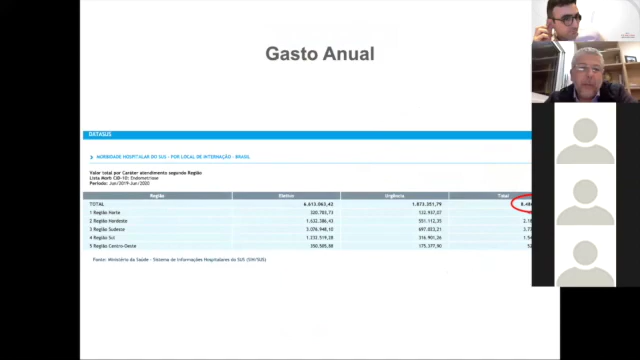 Gasto Anual
DATASUS
MORBIDADE HOSPITALAR DO SUS - POR LOCAL DE INTERNAÇÃO - BRASIL
Valor total por Caráter atendimento segundo Região
Lista Morb CID-10: Endometriose
Período: Jun/2019-Jun/2020
Região Eletivo Urgência Total
TOTAL 6.613.063,42 1.873.251,79
1 Região Norte 320.783,73
2 Região Nordeste 1.632.386,43 551.112,35
3 Região Sudeste 3.076.948,10 697.023,21
4 Região Sul 1.232.519,28 316.901,26
5 Região Centro-Oeste 350.505,88 175.377,90
Fonte: Ministério da Saúde - Sistema de Informações Hospitalares do SUS (SIH/SUS)